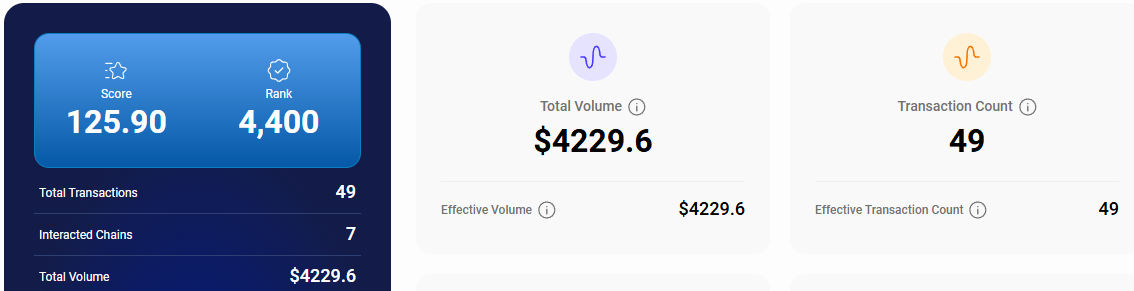 Score
125.90
Rank
4,400
Total Transactions 49
Interacted Chains 7
Total Volume $4229.6
Total Volume
$4229.6
Effective Volume $4229.6
Transaction Count
49
Effective Transaction Count 49